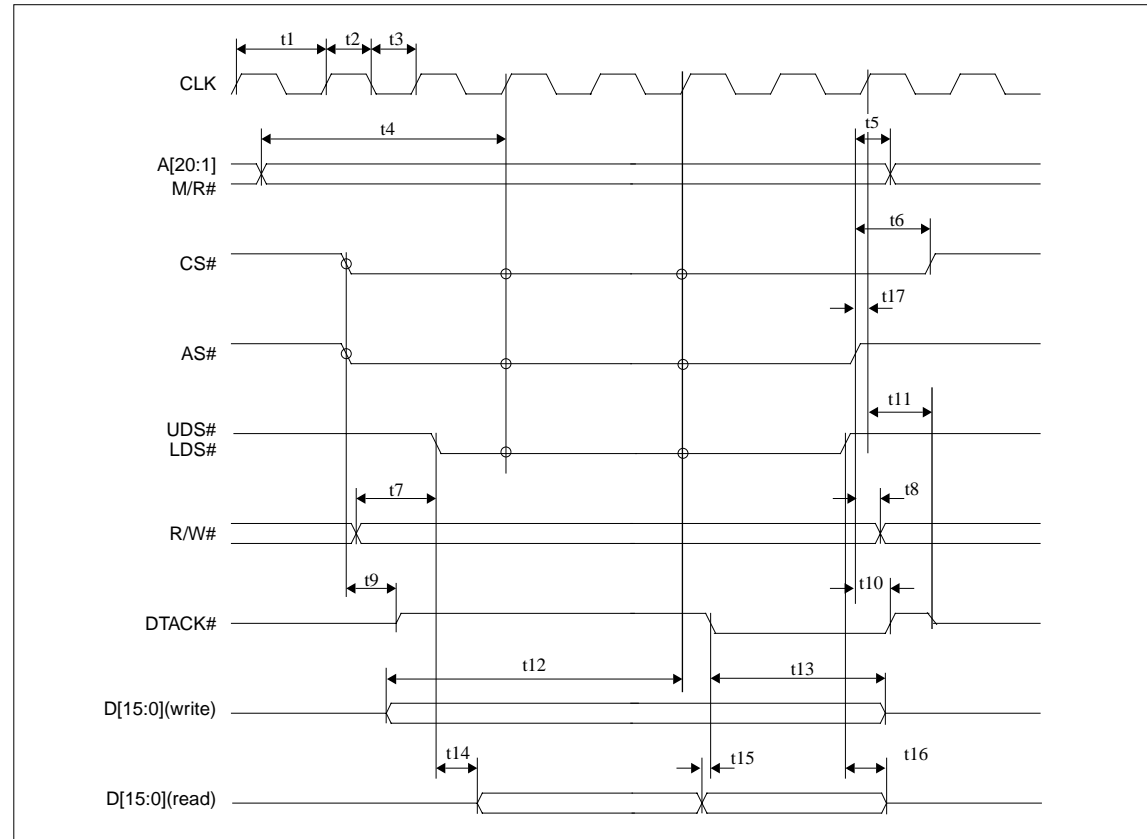 t1 t2 t3
CLK
t4 t5
A[20:1]
M/R#
t6
CS#
t17
AS#
t11
UDS#
LDS#
t7 t8
R/W#
t9 t10
DTACK#
t12 t13
D[15:0](write)
t14 t15 t16
D[15:0](read)